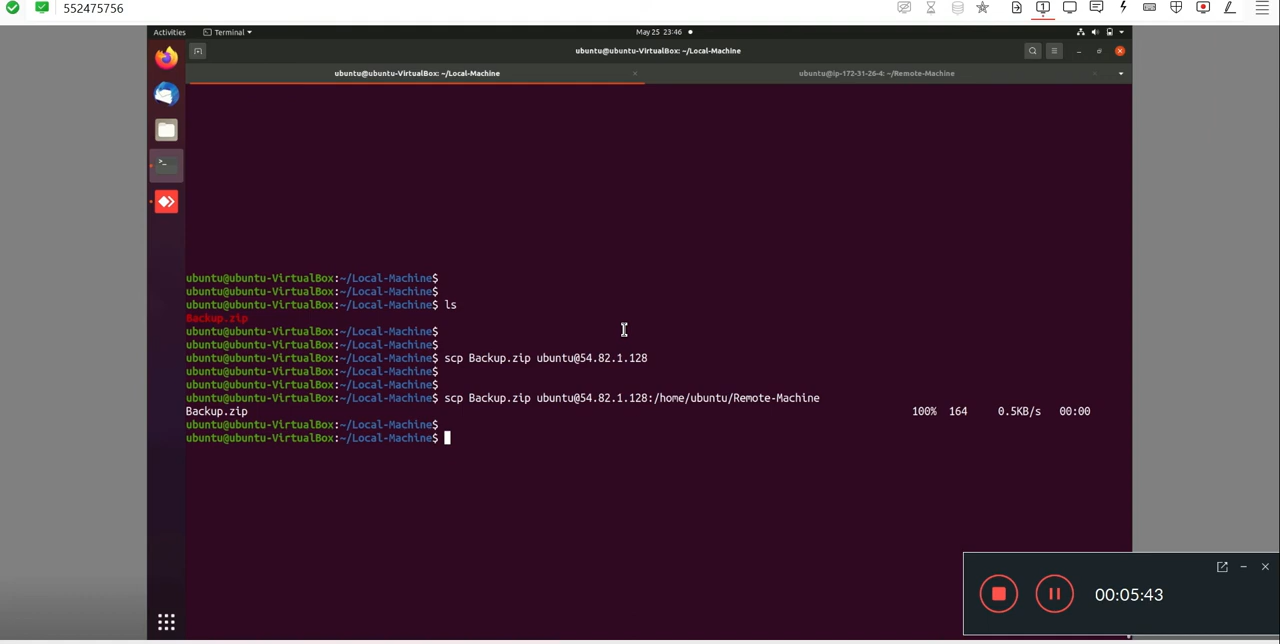 552475756
Activities
Terminal
May 25 23:46
ubuntu@ubuntu-VirtualBox: ~/Local-Machine
ubuntu@ubuntu-VirtualBox: ~/Local-Machine
ubuntu@ip-172-31-26-4: ~/Remote-Machine
ubuntu@ubuntu-VirtualBox:~/Local-Machine$
ubuntu@ubuntu-VirtualBox:~/Local-Machine$
ubuntu@ubuntu-VirtualBox:~/Local-Machine$ ls
Backup.zip
ubuntu@ubuntu-VirtualBox:~/Local-Machine$
ubuntu@ubuntu-VirtualBox:~/Local-Machine$
ubuntu@ubuntu-VirtualBox:~/Local-Machine$ scp Backup.zip ubuntu@54.82.1.128
ubuntu@ubuntu-VirtualBox:~/Local-Machine$
ubuntu@ubuntu-VirtualBox:~/Local-Machine$
ubuntu@ubuntu-VirtualBox:~/Local-Machine$ scp Backup.zip ubuntu@54.82.1.128:/home/ubuntu/Remote-Machine
Backup.zip 100% 164 0.5KB/s 00:00
ubuntu@ubuntu-VirtualBox:~/Local-Machine$
ubuntu@ubuntu-VirtualBox:~/Local-Machine$
00:05:43